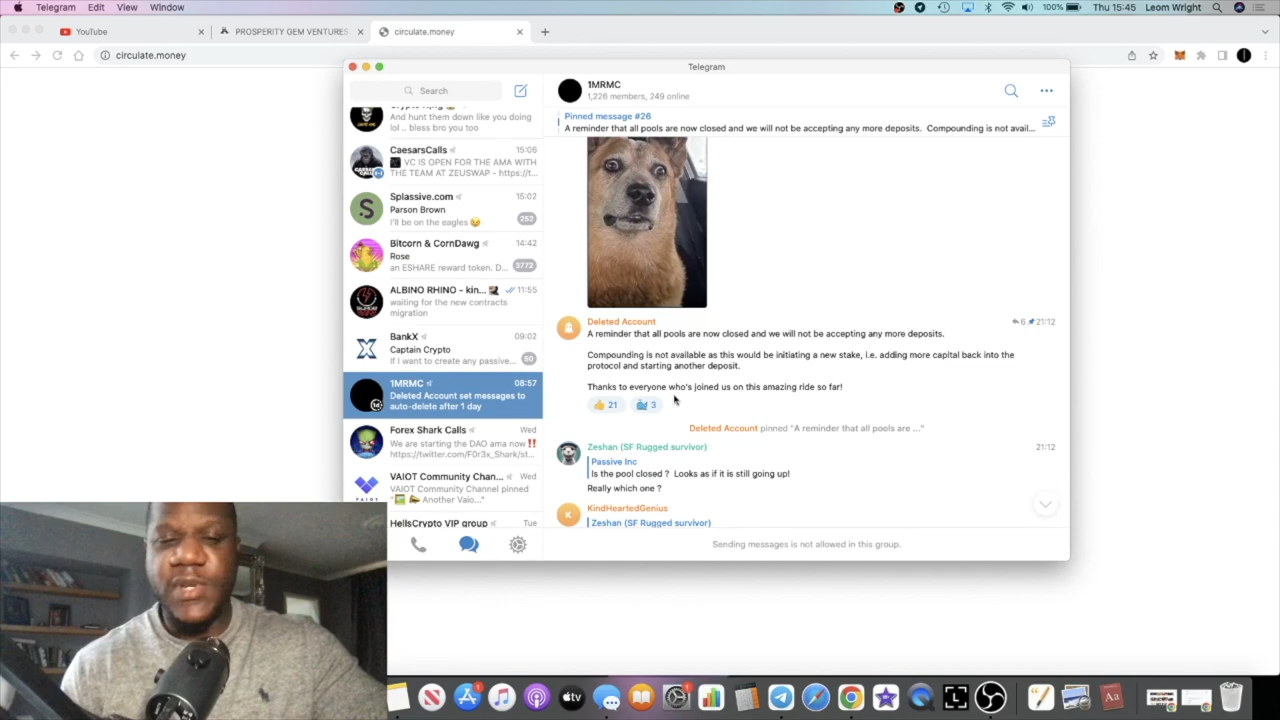 Telegram Edit View Window
100% Thu 15:45 Leom Wright
YouTube
PROSPERITY GEM VENTURES
circulate.money
circulate.money
Telegram
Search
And hunt them down like you doing
lol .. bless bro you too
CaesarsCalls 15:06
VC IS OPEN FOR THE AMA WITH
THE TEAM AT ZEUSWAP - https://t...
Splassive.com 15:02
Parson Brown
I'll be on the eagles
253
Bitcorn & CornDawg 14:42
Rose
an ESHARE reward token. D...
3772
ALBINO RHINO - kin... 11:55
waiting for the new contracts
migration
BankX 09:02
Captain Crypto
If I want to create any passive...
50
1MRMC 08:57
Deleted Account set messages to
auto-delete after 1 day
1d
Forex Shark Calls Wed
We are starting the DAO ama now
https://twitter.com/F0r3x_Shark/st...
VAIOT Community Chan... Wed
VAIOT Community Channel pinned
" Another Vaio..."
HellsCrypto VIP group Tue
1MRMC
1,226 members, 249 online
Pinned message #26
A reminder that all pools are now closed and we will not be accepting any more deposits. Compounding is not avail...
Deleted Account 6 21:12
A reminder that all pools are now closed and we will not be accepting any more deposits.
Compounding is not available as this would be initiating a new stake, i.e. adding more capital back into the
protocol and starting another deposit.
Thanks to everyone who's joined us on this amazing ride so far!
21 3
Deleted Account pinned "A reminder that all pools are ..."
Zeshan (SF Rugged survivor) 21:12
Passive Inc
Is the pool closed ? Looks as if it is still going up!
Really which one ?
KindHeartedGenius
Zeshan (SF Rugged survivor)
K
Sending messages is not allowed in this group.